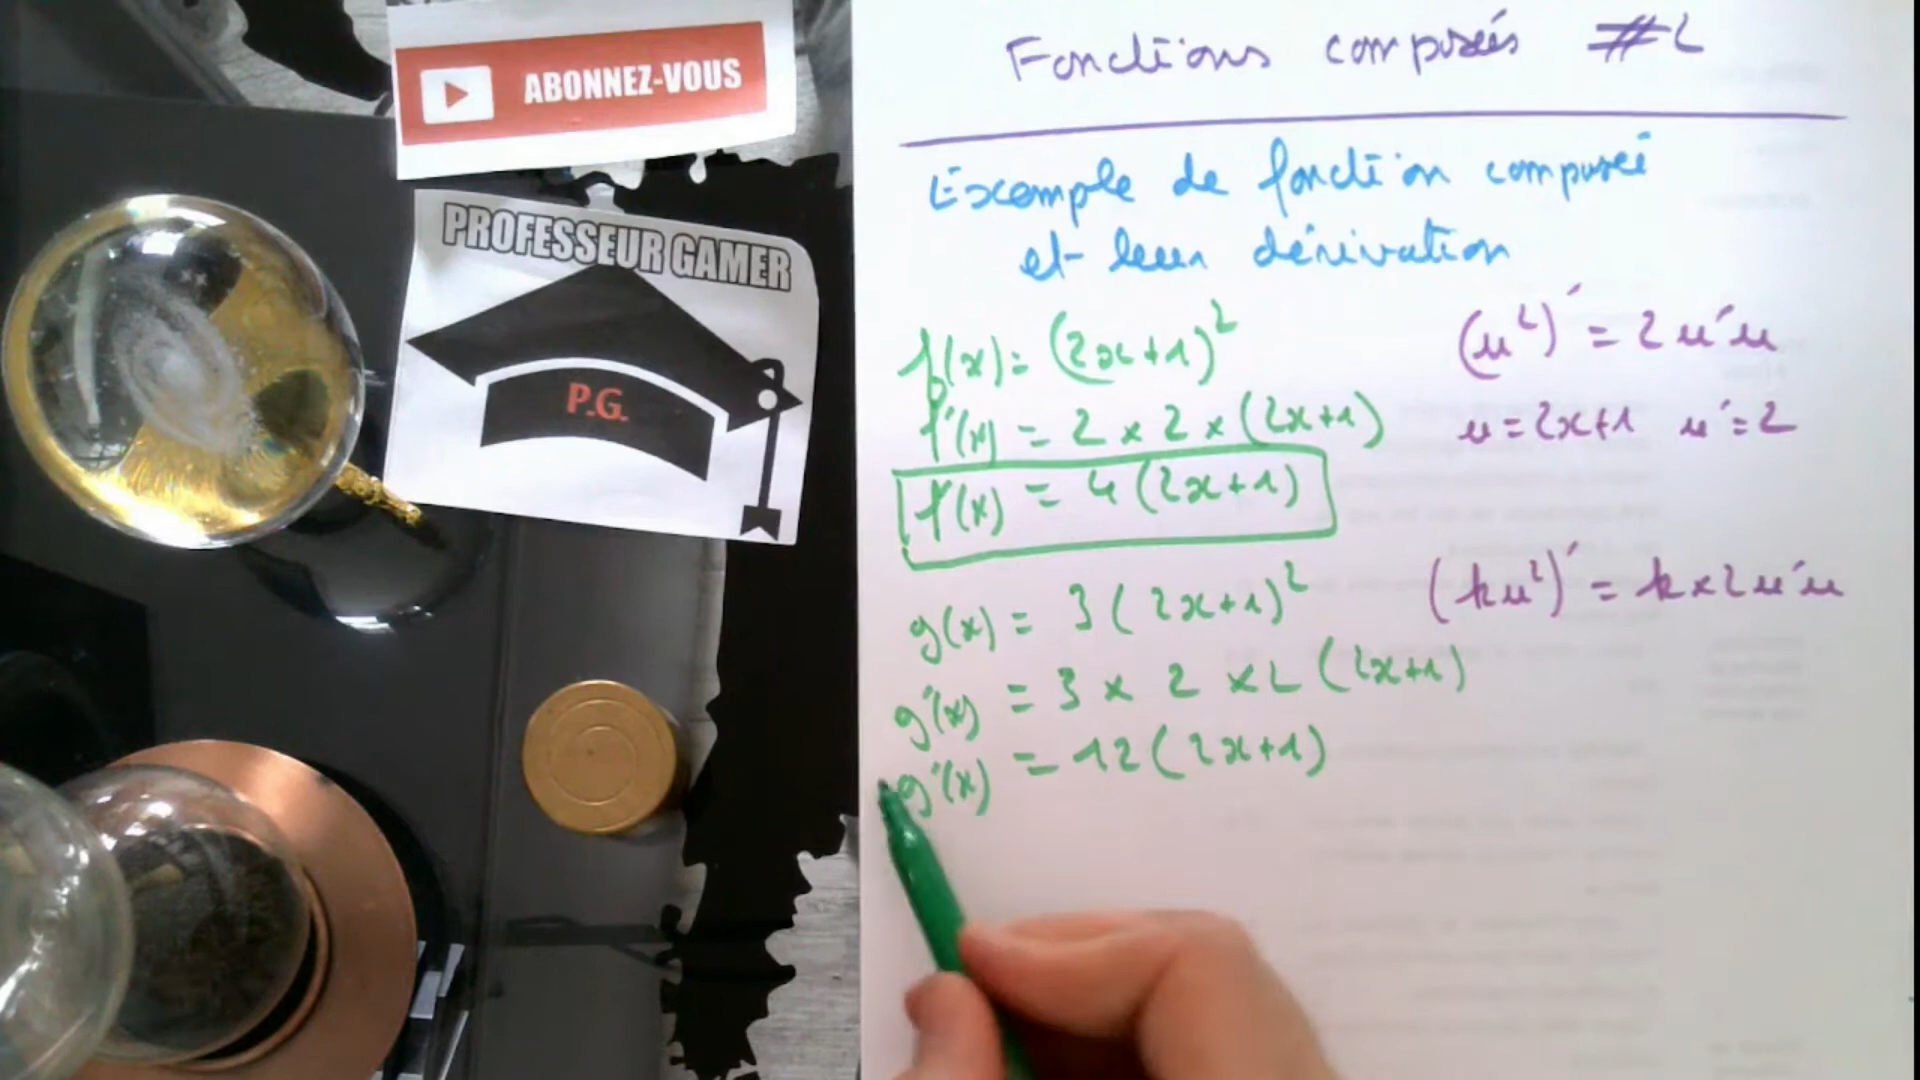 ABONNEZ-VOUS
PROFESSEUR GAMER
P.G.
Fonctions composées #2
Exemple de fonction composée
et leur dérivation
f(x) = (2x+1)²
(u²)' = 2u'u
f'(x) = 2 × 2 × (2x+1)
u = 2x+1 u' = 2
f'(x) = 4(2x+1)
g(x) = 3(2x+1)²
(ku²)' = k×2u'u
g'(x) = 3 × 2 × 2 (2x+1)
g'(x) = 12(2x+1)